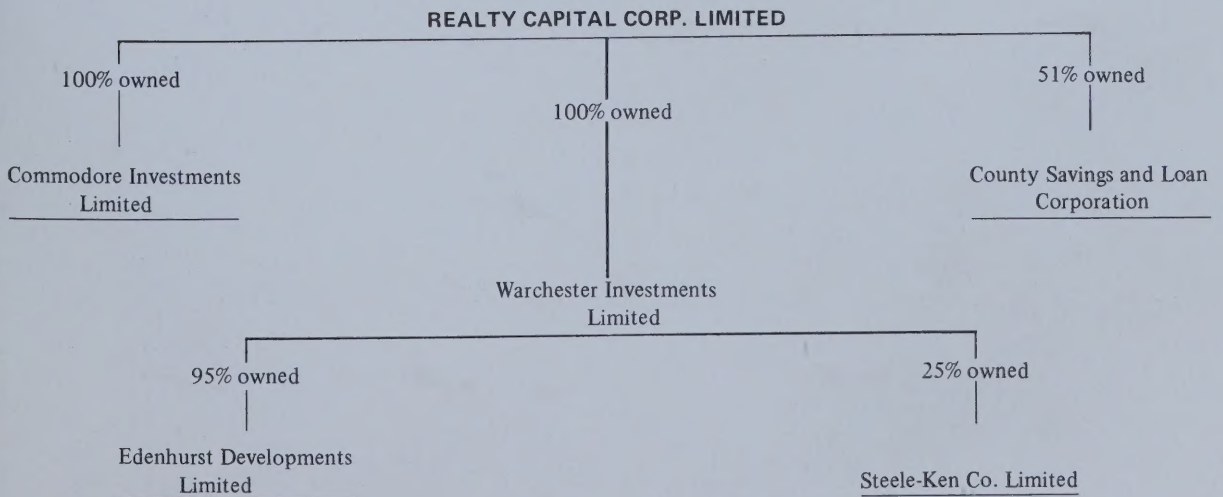 REALTY CAPITAL CORP. LIMITED
100% owned
100% owned
51% owned
Commodore Investments
Limited
County Savings and Loan
Corporation
Warchester Investments
Limited
95% owned
25% owned
Edenhurst Developments
Limited
Steele-Ken Co. Limited